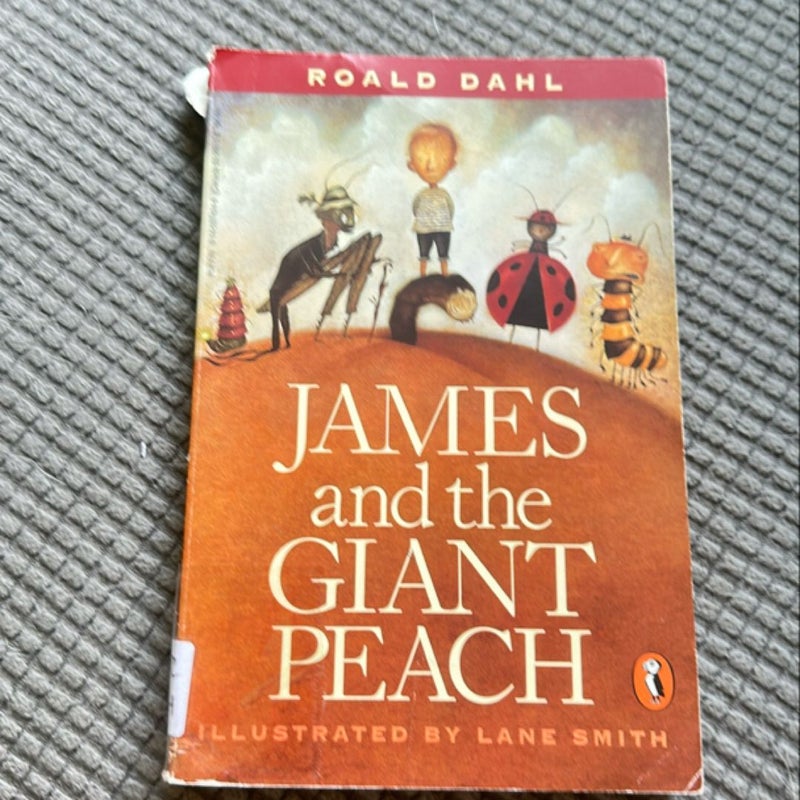 ROALD DAHL
JAMES
and the
GIANT
PEACH
ILLUSTRATED BY LANE SMITH